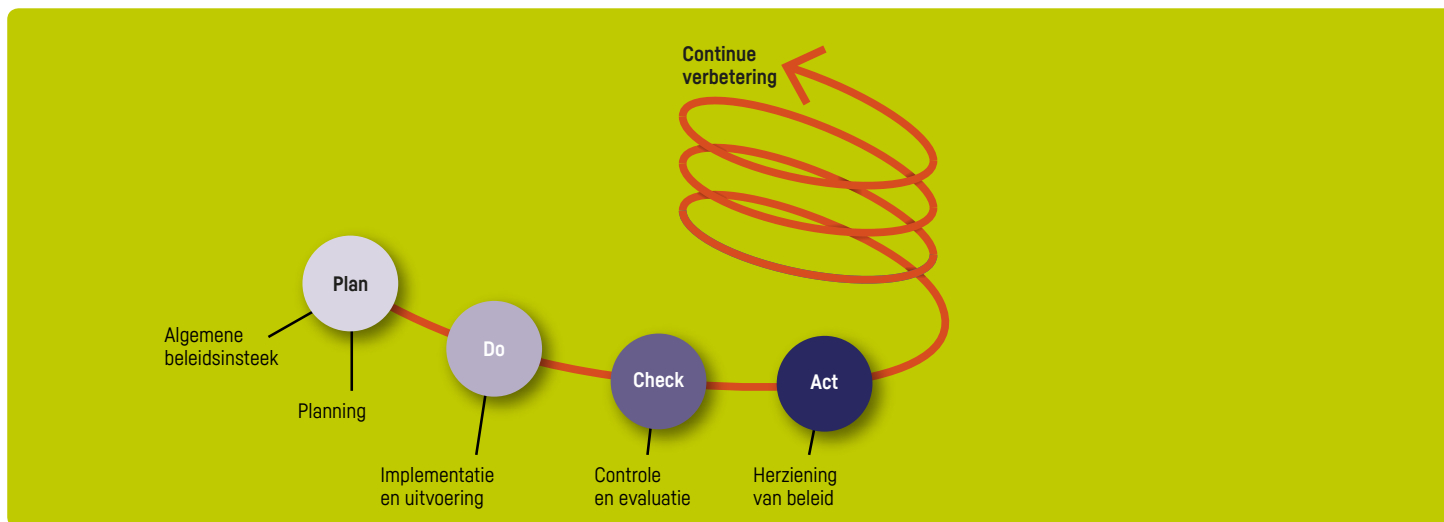 Continue
verbetering
Plan
Algemene
beleidsinsteek
Planning
Do
Implementatie
en uitvoering
Check
Controle
en evaluatie
Act
Herziening
van beleid